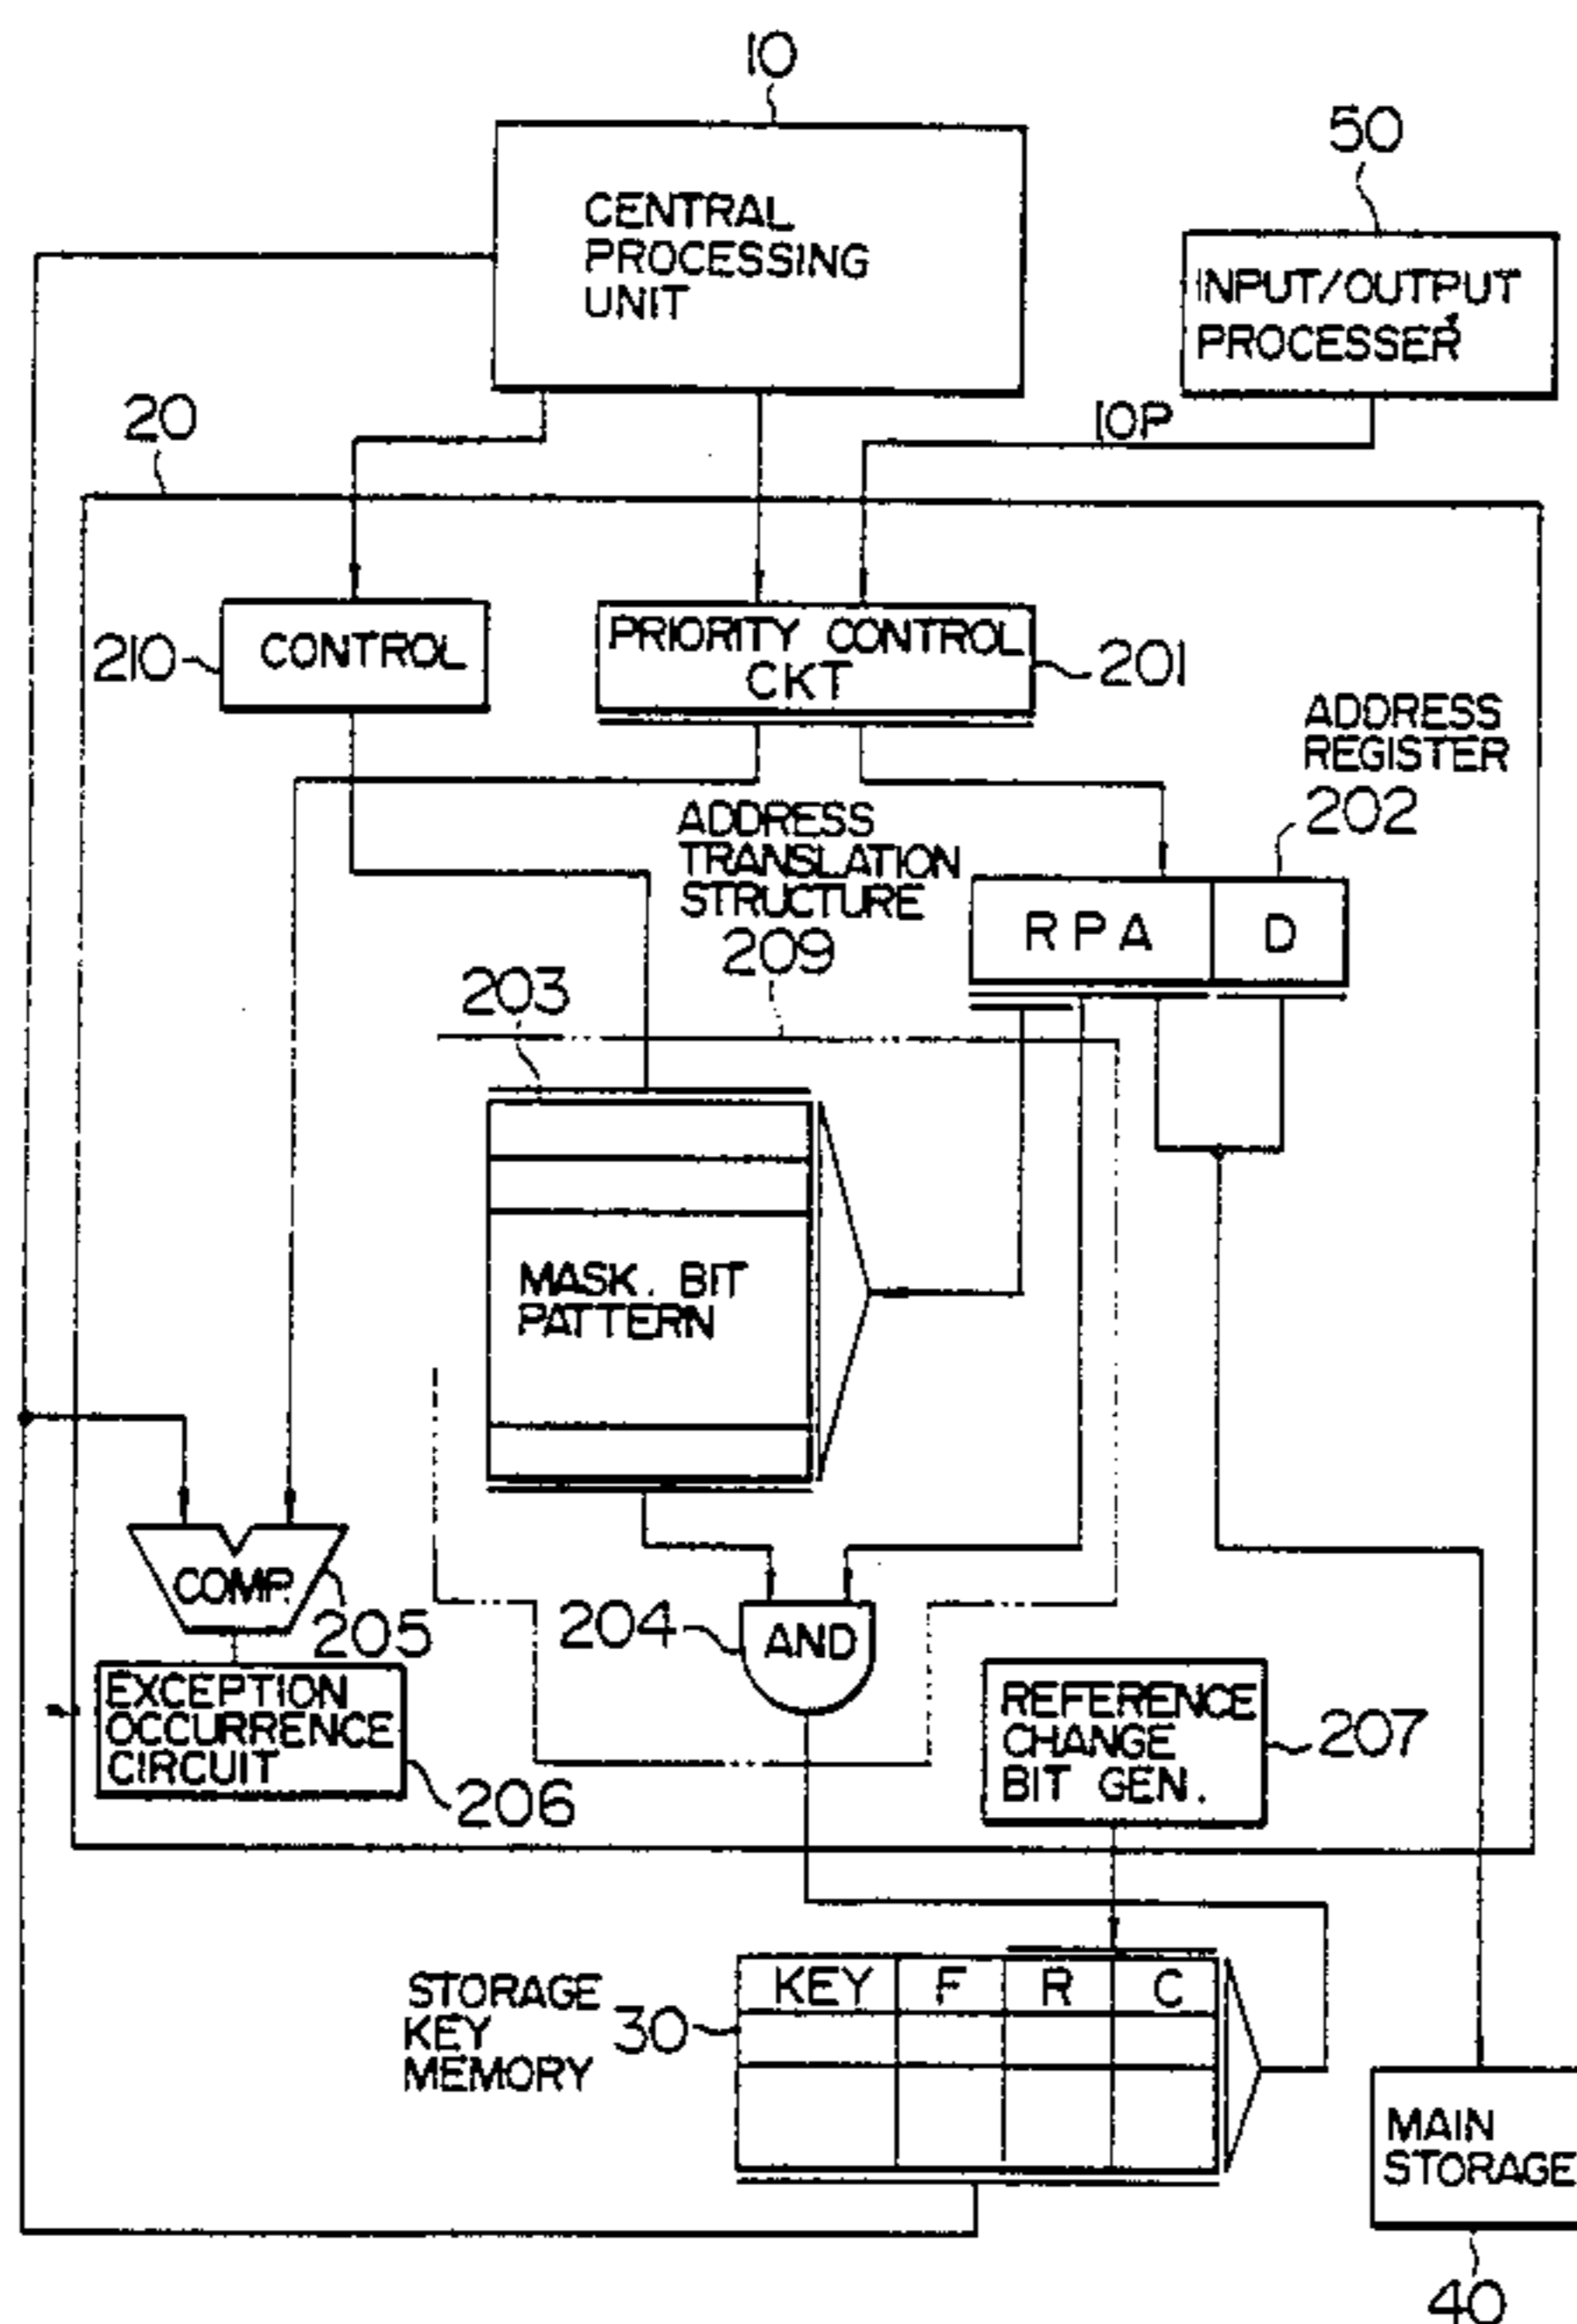 10
50
CENTRAL
PROCESSING
UNIT
INPUT/OUTPUT
PROCESSER
IOP
20
210
CONTROL
PRIORITY CONTROL
CKT
201
ADDRESS
REGISTER
202
ADDRESS
TRANSLATION
STRUCTURE
209
RPA
D
203
MASK. BIT
PATTERN
COMP.
205
204
AND
EXCEPTION
OCCURRENCE
CIRCUIT
206
REFERENCE
CHANGE
BIT GEN.
207
STORAGE
KEY
MEMORY
30
KEY F R C
MAIN
STORAGE
40